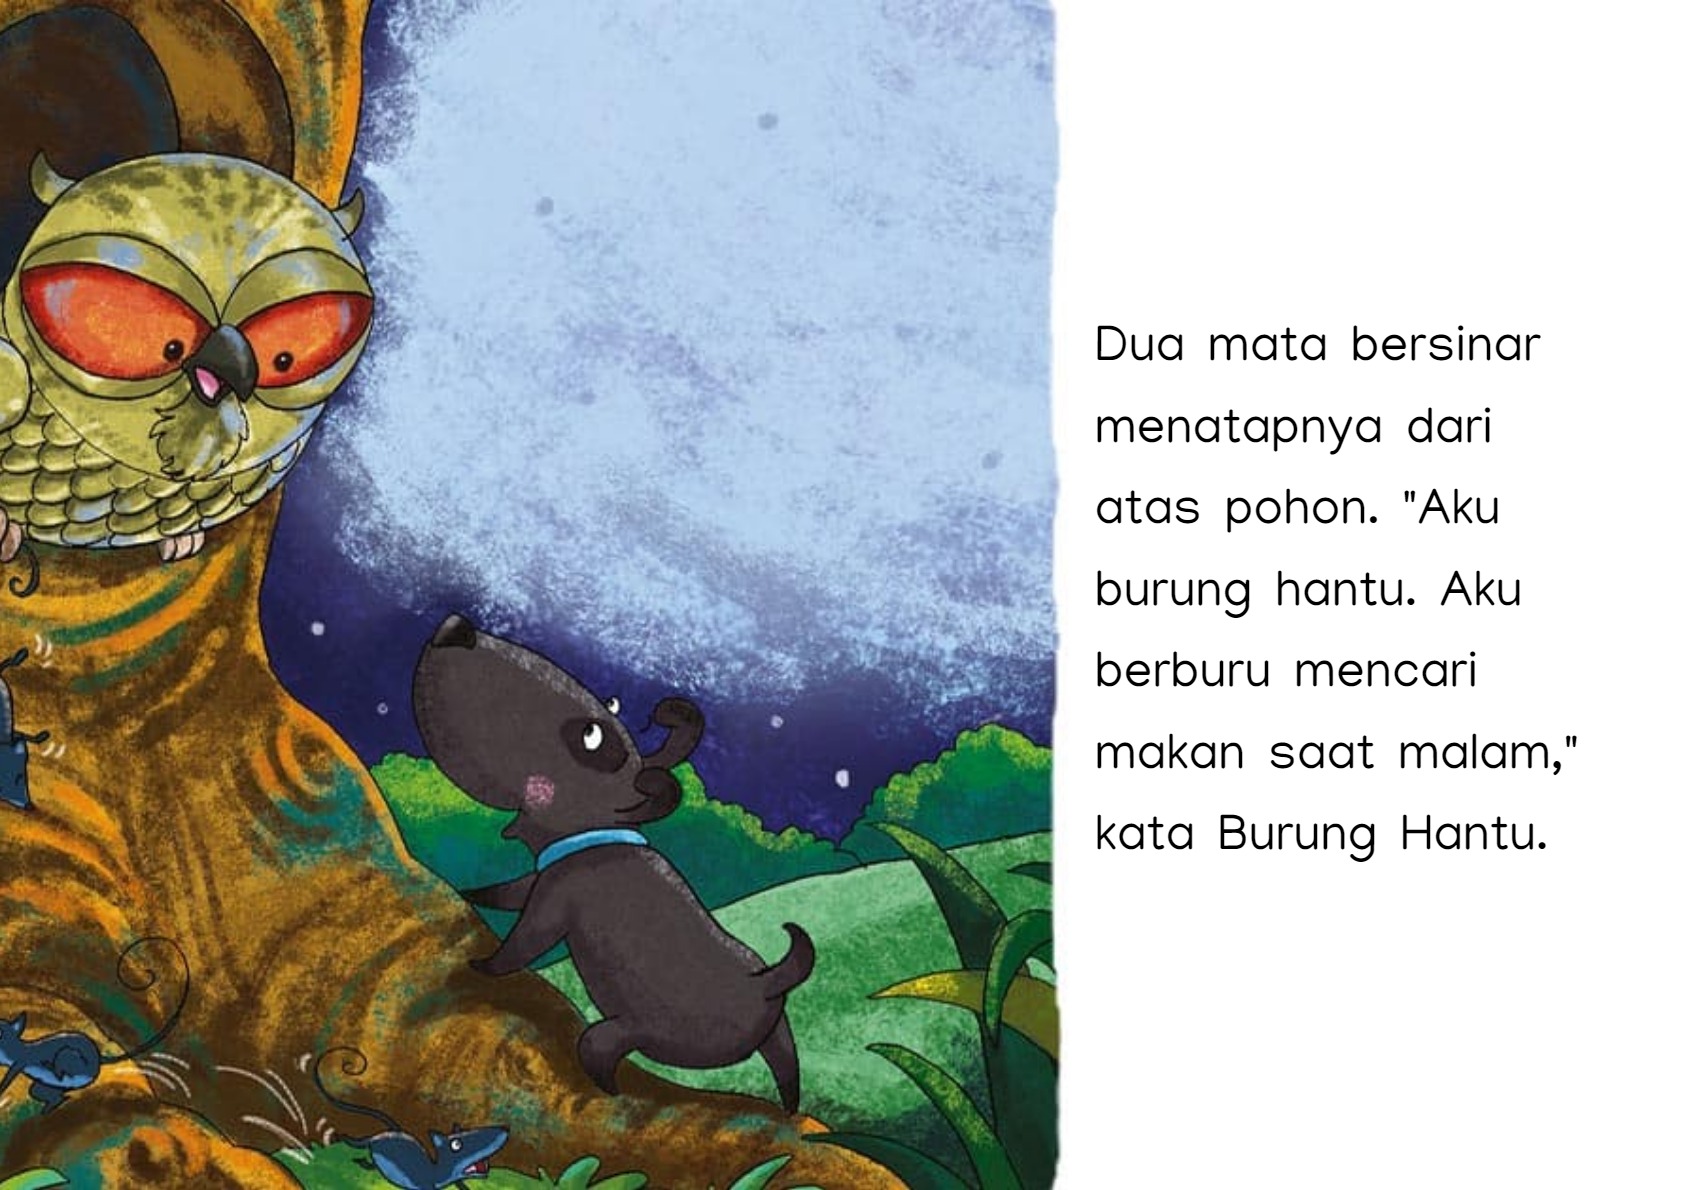 Dua mata bersinar
menatapnya dari
atas pohon. "Aku
burung hantu. Aku
berburu mencari
makan saat malam,"
kata Burung Hantu.